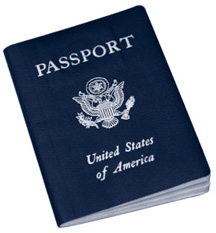 PASSPORT
United States
of America